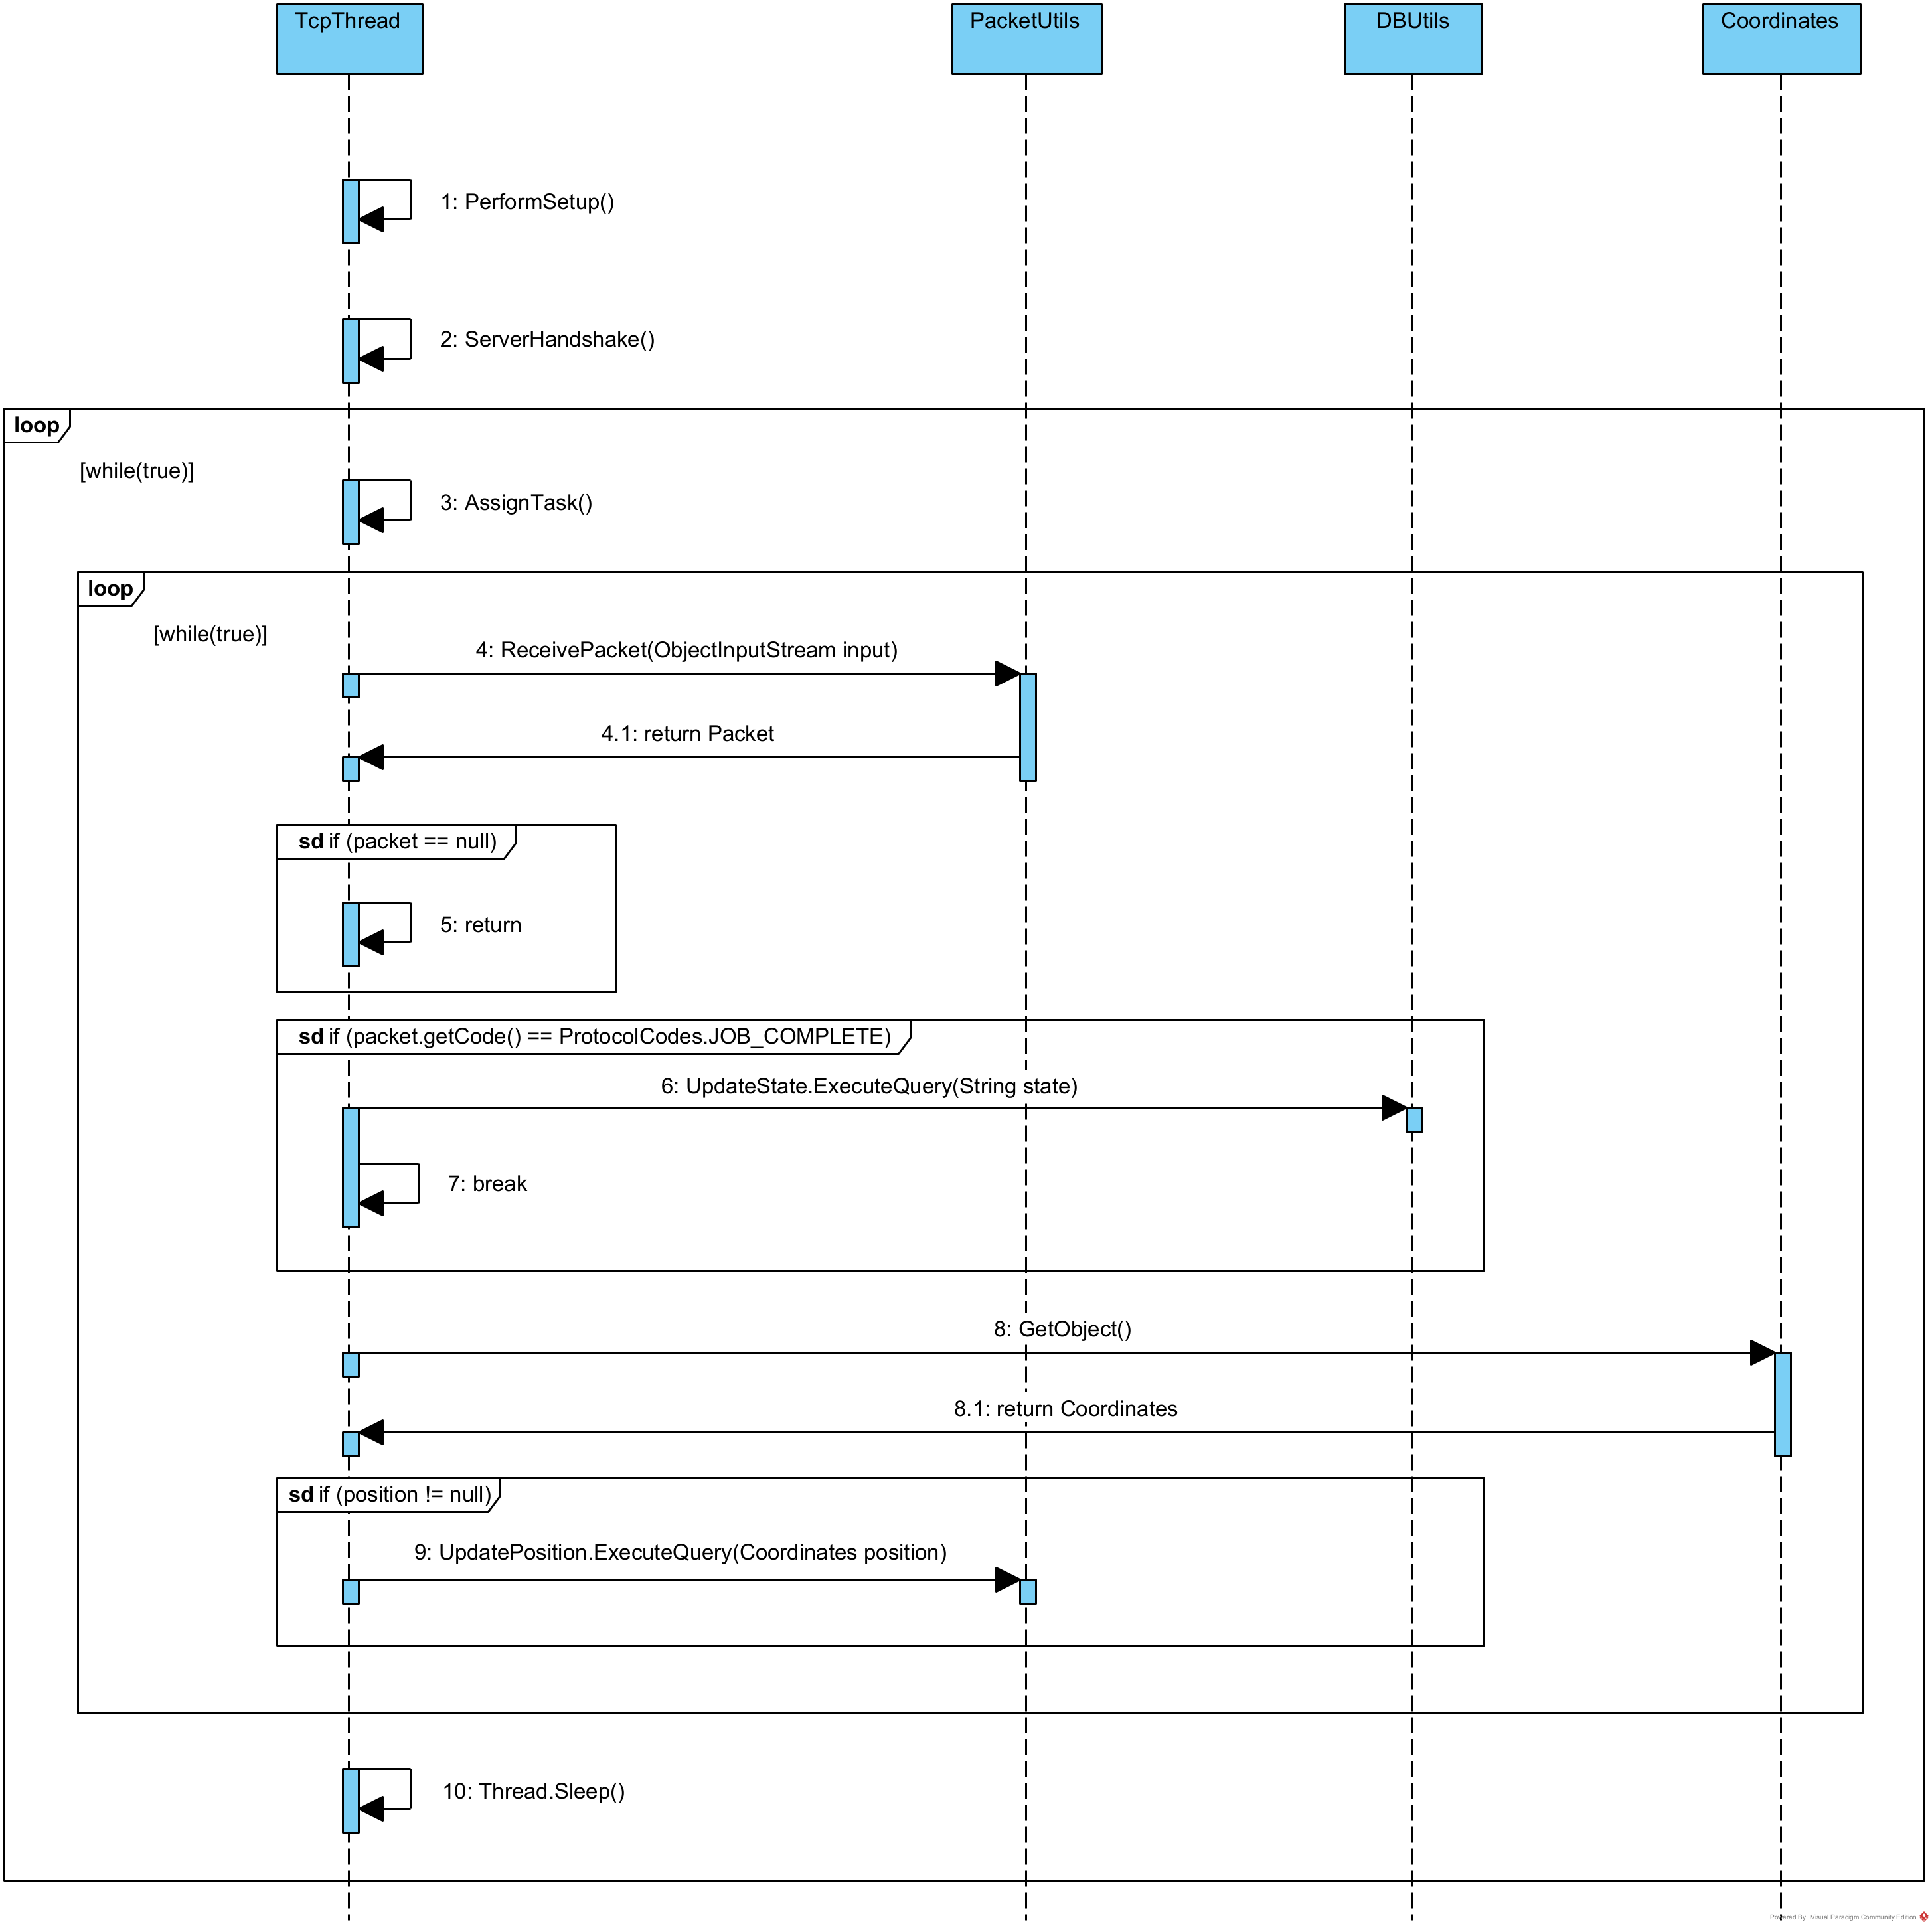 TcpThread
PacketUtils
DBUtils
Coordinates
1: PerformSetup()
2: ServerHandshake()
loop
[while(true)]
3: AssignTask()
loop
[while(true)]
4: ReceivePacket(ObjectInputStream input)
4.1: return Packet
sd if (packet == null)
5: return
sd if (packet.getCode() == ProtocolCodes.JOB_COMPLETE)
6: UpdateState.ExecuteQuery(String state)
7: break
8: GetObject()
8.1: return Coordinates
sd if (position != null)
9: UpdatePosition.ExecuteQuery(Coordinates position)
10: Thread.Sleep()
Powered By: Visual Paradigm Community Edition